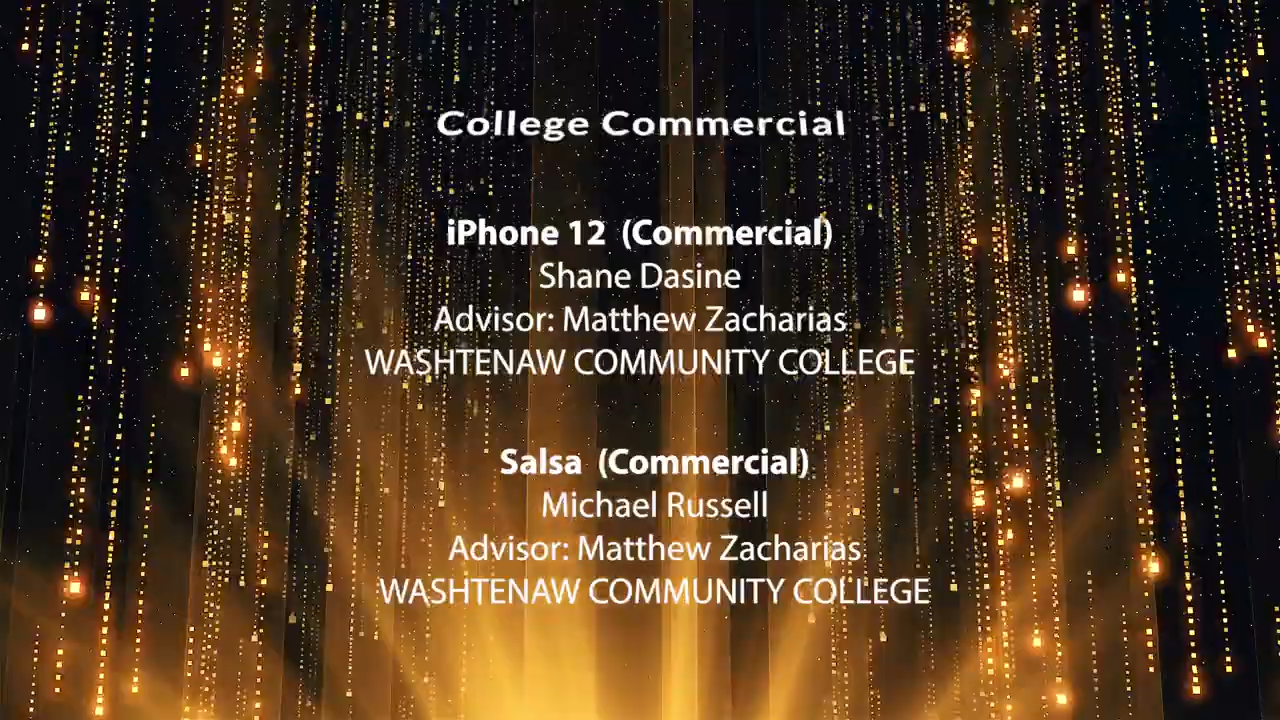 College Commercial
iPhone 12 (Commercial)
Shane Dasine
Advisor: Matthew Zacharias
WASHTENAW COMMUNITY COLLEGE
Salsa (Commercial)
Michael Russell
Advisor: Matthew Zacharias
WASHTENAW COMMUNITY COLLEGE